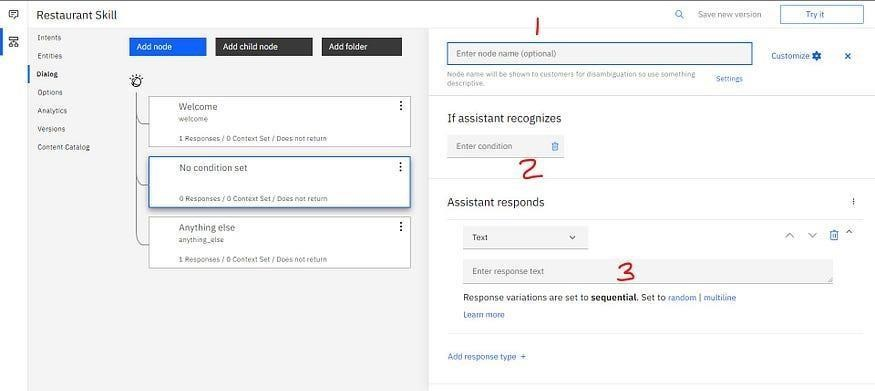 Restaurant Skill
Save new version
Try it
Intents
Entities
Dialog
Options
Analytics
Versions
Content Catalog
Add node
Add child node
Add folder
Welcome
welcome
1 Responses / 0 Context Set / Does not return
No condition set
0 Responses / 0 Context Set / Does not return
Anything else
anything_else
1 Responses / 0 Context Set / Does not return
1
Enter node name (optional)
Customize
Node name will be shown to customers for disambiguation so use something
descriptive.
Settings
If assistant recognizes
Enter condition
2
Assistant responds
Text
Enter response text
3
Response variations are set to sequential. Set to random | multiline
Learn more
Add response type +